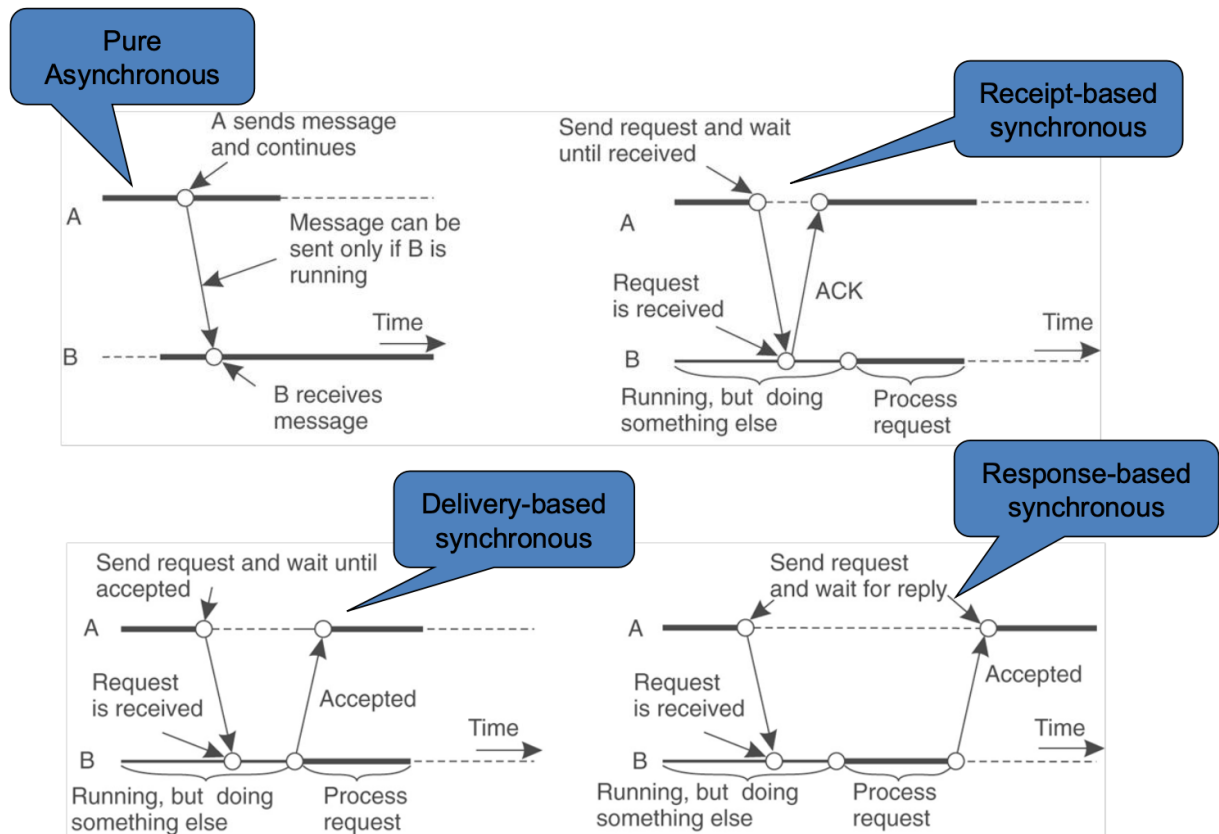 Pure
Asynchronous
A sends message
and continues
A
Message can be
sent only if B is
running
Time
B
B receives
message
Receipt-based
synchronous
Send request and wait
until received
A
Request
is received
ACK
Time
B
Running, but doing
something else
Process
request
Delivery-based
synchronous
Send request and wait until
accepted
A
Request
is received
Accepted
Time
B
Running, but doing
something else
Process
request
Response-based
synchronous
Send request
and wait for reply
A
Request
is received
Accepted
Time
B
Running, but doing
something else
Process
request